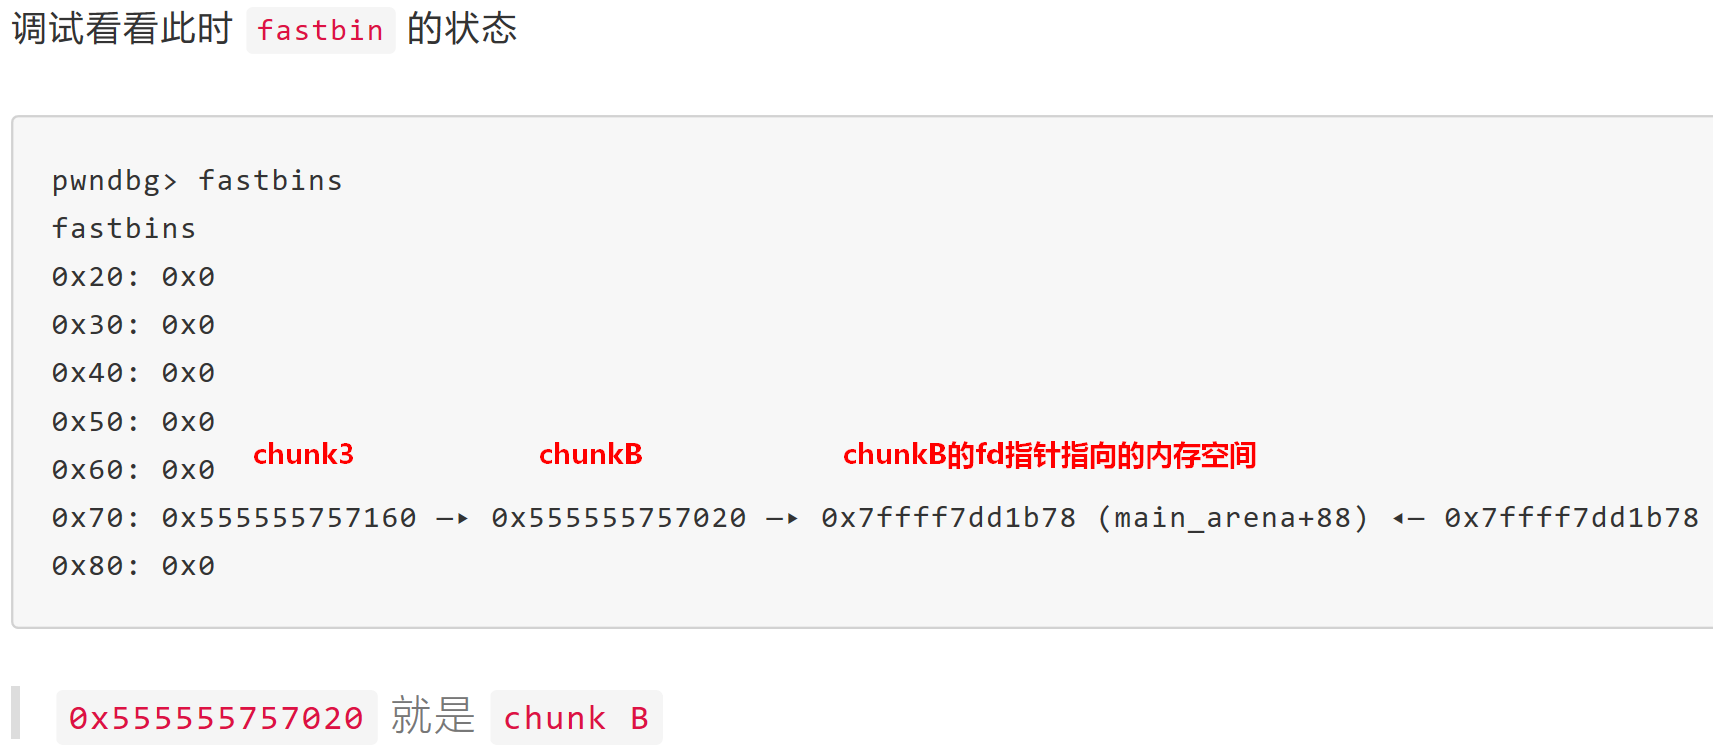 调试看看此时 fastbin 的状态
pwndbg> fastbins
fastbins
0x20: 0x0
0x30: 0x0
0x40: 0x0
0x50: 0x0
chunk3 chunkB chunkB的fd指针指向的内存空间
0x60: 0x0
0x70: 0x555555757160 —▸ 0x555555757020 —▸ 0x7ffff7dd1b78 (main_arena+88) ◂— 0x7ffff7dd1b78
0x80: 0x0
0x555555757020 就是 chunk B